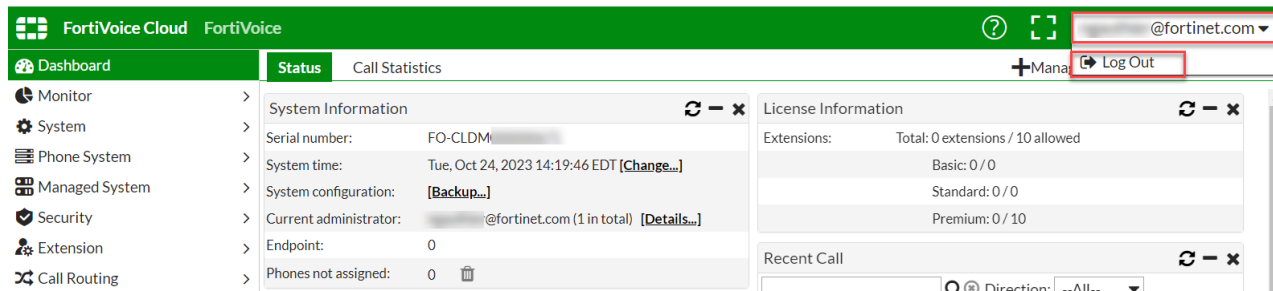 FortiVoice Cloud FortiVoice @fortinet.com
Dashboard Status Call Statistics Mana Log Out
Monitor
System
Phone System
Managed System
Security
Extension
Call Routing
System Information
Serial number: FO-CLDM
System time: Tue, Oct 24, 2023 14:19:46 EDT [Change...]
System configuration: [Backup...]
Current administrator: @fortinet.com (1 in total) [Details...]
Endpoint: 0
Phones not assigned: 0
License Information
Extensions: Total: 0 extensions / 10 allowed
Basic: 0 / 0
Standard: 0 / 0
Premium: 0 / 10
Recent Call
Direction: --All--